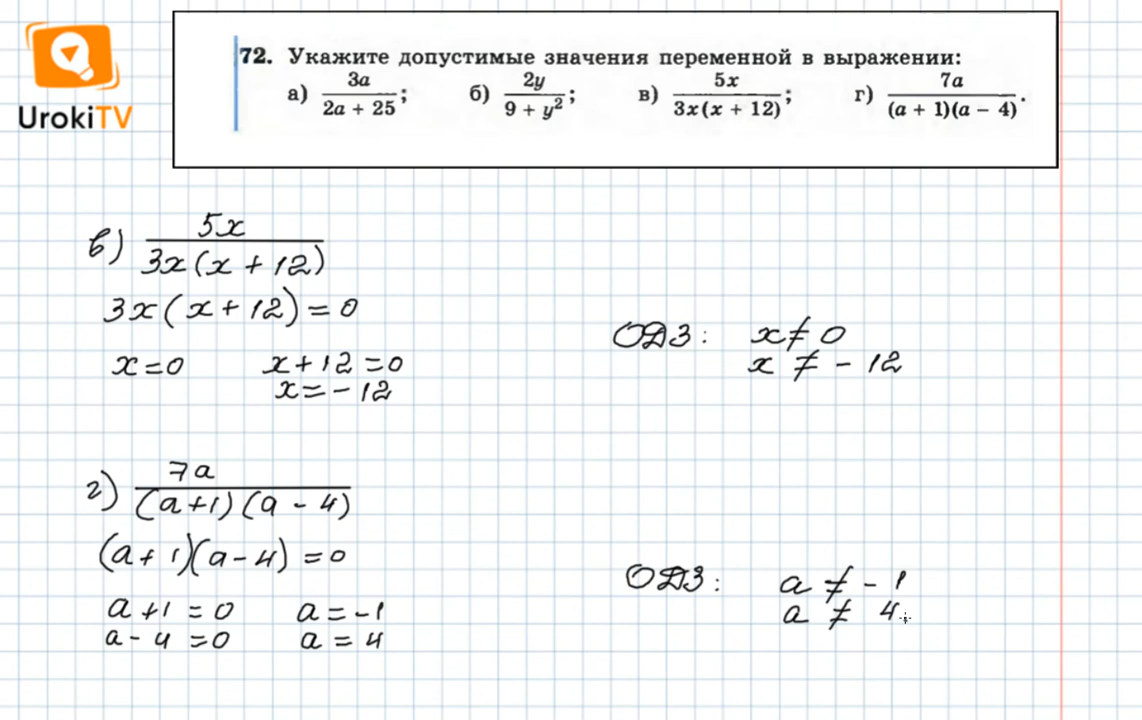 UrokiTV
72. Укажите допустимые значения переменной в выражении:
а) 3a / (2a + 25); б) 2y / (9 + y²); в) 5x / (3x(x + 12)); г) 7a / ((a + 1)(a − 4)).
в) 5x / (3x(x + 12))
3x(x + 12) = 0
x = 0 x + 12 = 0
x = − 12
ОДЗ: x ≠ 0
x ≠ − 12
г) 7a / ((a + 1)(a − 4))
(a + 1)(a − 4) = 0
a + 1 = 0 a = −1
a − 4 = 0 a = 4
ОДЗ: a ≠ − 1
a ≠ 4